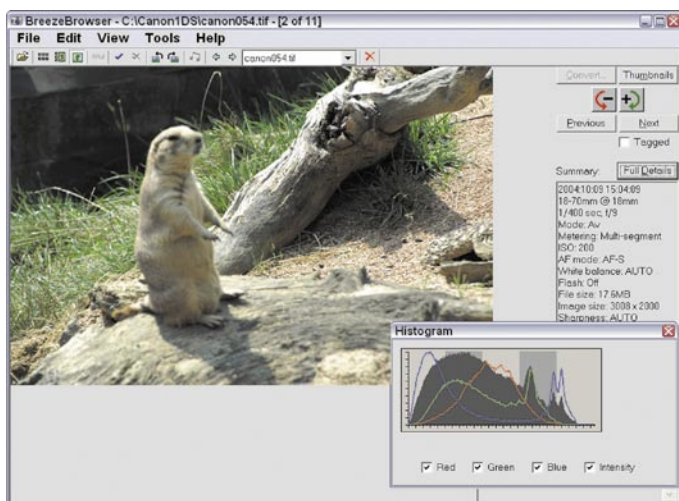 BreezeBrowser - C:\Canon1DS\canon054.tif - [2 of 11]
File Edit View Tools Help
canon054.tif
Convert... Thumbnails
Previous Next
Tagged
Summary: Full Details
2004:10:09 15:04:09
18-70mm @ 18mm
1/400 sec, f/9
Mode: Av
Metering: Multi-segment
ISO: 200
AF mode: AF-S
White balance: AUTO
Flash: Off
File size: 17.6MB
Image size: 3008 x 2000
Sharpness: AUTO
Histogram
Red Green Blue Intensity